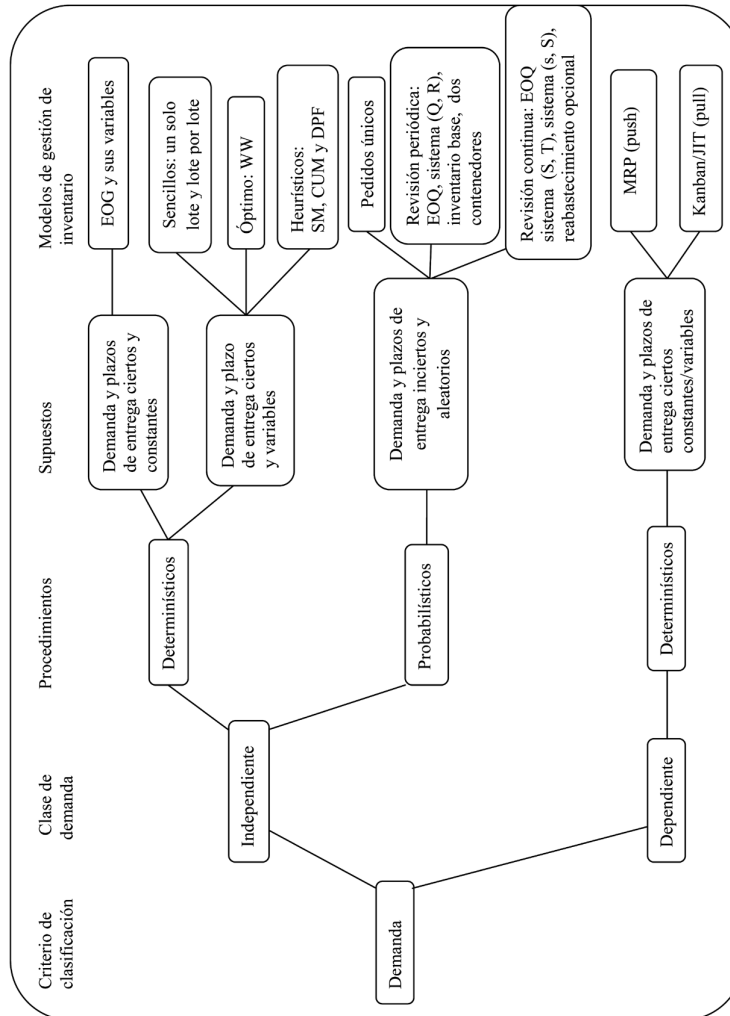 Criterio de
clasificación
Clase de
demanda
Procedimientos
Supuestos
Modelos de gestión de
inventario
Demanda
Independiente
Dependiente
Determinísticos
Probabilísticos
Determinísticos
Demanda y plazos
de entrega ciertos y
constantes
Demanda y plazo
de entrega ciertos
y variables
Demanda y plazos de
entrega inciertos y
aleatorios
Demanda y plazos de
entrega ciertos
constantes/variables
EOG y sus variables
Sencillos: un solo
lote y lote por lote
Óptimo: WW
Heurísticos:
SM, CUM y DPF
Pedidos únicos
Revisión periódica:
EOQ, sistema (Q, R),
inventario base, dos
contenedores
Revisión continua: EOQ
sistema (S, T), sistema (s, S),
reabastecimiento opcional
MRP (push)
Kanban/JIT (pull)